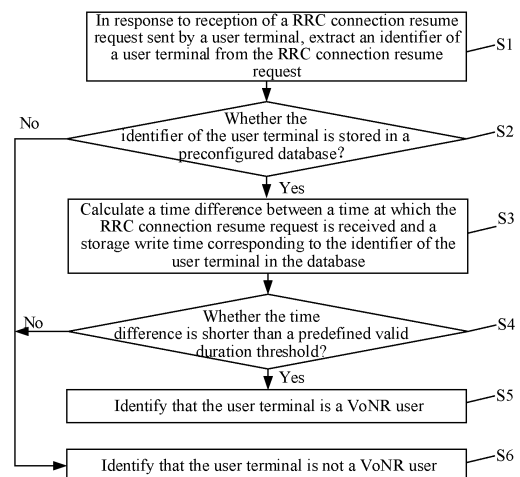 In response to reception of a RRC connection resume
request sent by a user terminal, extract an identifier of
a user terminal from the RRC connection resume
request
S1
No
Whether the
identifier of the user terminal is stored in a
preconfigured database?
S2
Yes
Calculate a time difference between a time at which the
RRC connection resume request is received and a
storage write time corresponding to the identifier of the
user terminal in the database
S3
No
Whether the time
difference is shorter than a predefined valid
duration threshold?
S4
Yes
Identify that the user terminal is a VoNR user
S5
Identify that the user terminal is not a VoNR user
S6